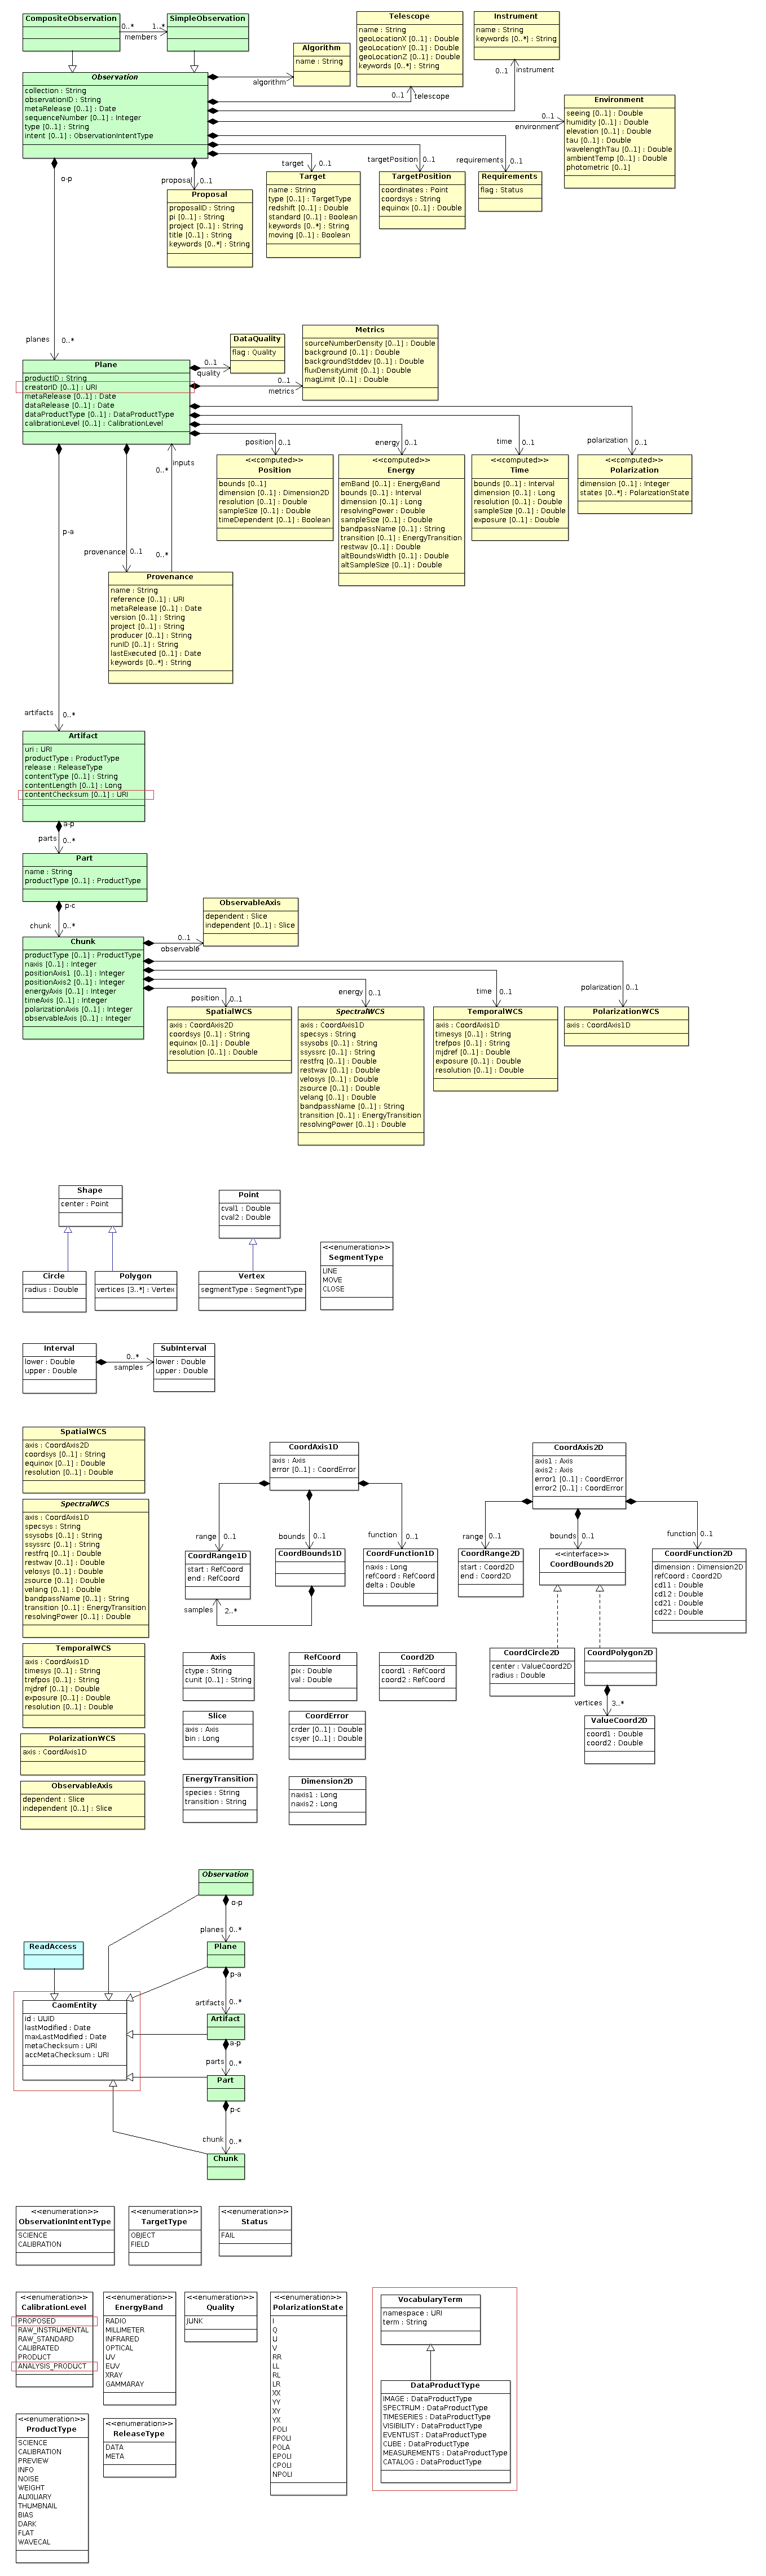 CompositeObservation
0..*
1..*
members
SimpleObservation
Observation
collection : String
observationID : String
metaRelease [0..1] : Date
sequenceNumber [0..1] : Integer
type [0..1] : String
intent [0..1] : ObservationIntentType
Algorithm
name : String
algorithm
Telescope
name : String
geoLocationX [0..1] : Double
geoLocationY [0..1] : Double
geoLocationZ [0..1] : Double
keywords [0..*] : String
0..1
telescope
Instrument
name : String
keywords [0..*] : String
0..1
instrument
Environment
seeing [0..1] : Double
humidity [0..1] : Double
elevation [0..1] : Double
tau [0..1] : Double
wavelengthTau [0..1] : Double
ambientTemp [0..1] : Double
photometric [0..1]
0..1
environment
proposal
0..1
Proposal
proposalID : String
pi [0..1] : String
project [0..1] : String
title [0..1] : String
keywords [0..*] : String
target
0..1
Target
name : String
type [0..1] : TargetType
redshift [0..1] : Double
standard [0..1] : Boolean
keywords [0..*] : String
moving [0..1] : Boolean
targetPosition
0..1
TargetPosition
coordinates : Point
coordsys : String
equinox [0..1] : Double
requirements
0..1
Requirements
flag : Status
o-p
planes
0..*
Plane
productID : String
creatorID [0..1] : URI
metaRelease [0..1] : Date
dataRelease [0..1] : Date
dataProductType [0..1] : DataProductType
calibrationLevel [0..1] : CalibrationLevel
0..1
quality
DataQuality
flag : Quality
0..1
metrics
Metrics
sourceNumberDensity [0..1] : Double
background [0..1] : Double
backgroundStddev [0..1] : Double
fluxDensityLimit [0..1] : Double
magLimit [0..1] : Double
position
0..1
<<computed>>
Position
bounds [0..1]
dimension [0..1] : Dimension2D
resolution [0..1] : Double
sampleSize [0..1] : Double
timeDependent [0..1] : Boolean
energy
0..1
<<computed>>
Energy
emBand [0..1] : EnergyBand
bounds [0..1] : Interval
dimension [0..1] : Long
resolvingPower : Double
sampleSize [0..1] : Double
bandpassName [0..1] : String
transition [0..1] : EnergyTransition
restwav [0..1] : Double
altBoundsWidth [0..1] : Double
altSampleSize [0..1] : Double
time
0..1
<<computed>>
Time
bounds [0..1] : Interval
dimension [0..1] : Long
resolution [0..1] : Double
sampleSize [0..1] : Double
exposure [0..1] : Double
polarization
0..1
<<computed>>
Polarization
dimension [0..1] : Integer
states [0..*] : PolarizationState
inputs
0..*
0..*
provenance
0..1
Provenance
name : String
reference [0..1] : URI
metaRelease [0..1] : Date
version [0..1] : String
project [0..1] : String
producer [0..1] : String
runID [0..1] : String
lastExecuted [0..1] : Date
keywords [0..*] : String
p-a
artifacts
0..*
Artifact
uri : URI
productType : ProductType
release : ReleaseType
contentType [0..1] : String
contentLength [0..1] : Long
contentChecksum [0..1] : URI
a-p
parts
0..*
Part
name : String
productType [0..1] : ProductType
p-c
chunk
0..*
Chunk
productType [0..1] : ProductType
naxis [0..1] : Integer
positionAxis1 [0..1] : Integer
positionAxis2 [0..1] : Integer
energyAxis [0..1] : Integer
timeAxis [0..1] : Integer
polarizationAxis [0..1] : Integer
observableAxis [0..1] : Integer
0..1
observable
ObservableAxis
dependent : Slice
independent [0..1] : Slice
position
0..1
SpatialWCS
axis : CoordAxis2D
coordsys [0..1] : String
equinox [0..1] : Double
resolution [0..1] : Double
energy
0..1
SpectralWCS
axis : CoordAxis1D
specsys : String
ssysobs [0..1] : String
ssyssrc [0..1] : String
restfrq [0..1] : Double
restwav [0..1] : Double
velosys [0..1] : Double
zsource [0..1] : Double
velang [0..1] : Double
bandpassName [0..1] : String
transition [0..1] : EnergyTransition
resolvingPower [0..1] : Double
time
0..1
TemporalWCS
axis : CoordAxis1D
timesys [0..1] : String
trefpos [0..1] : String
mjdref [0..1] : Double
exposure [0..1] : Double
resolution [0..1] : Double
polarization
0..1
PolarizationWCS
axis : CoordAxis1D
Shape
center : Point
Circle
radius : Double
Polygon
vertices [3..*] : Vertex
Point
cval1 : Double
cval2 : Double
Vertex
segmentType : SegmentType
<<enumeration>>
SegmentType
LINE
MOVE
CLOSE
Interval
lower : Double
upper : Double
0..*
samples
SubInterval
lower : Double
upper : Double
SpatialWCS
axis : CoordAxis2D
coordsys [0..1] : String
equinox [0..1] : Double
resolution [0..1] : Double
SpectralWCS
axis : CoordAxis1D
specsys : String
ssysobs [0..1] : String
ssyssrc [0..1] : String
restfrq [0..1] : Double
restwav [0..1] : Double
velosys [0..1] : Double
zsource [0..1] : Double
velang [0..1] : Double
bandpassName [0..1] : String
transition [0..1] : EnergyTransition
resolvingPower [0..1] : Double
TemporalWCS
axis : CoordAxis1D
timesys [0..1] : String
trefpos [0..1] : String
mjdref [0..1] : Double
exposure [0..1] : Double
resolution [0..1] : Double
PolarizationWCS
axis : CoordAxis1D
ObservableAxis
dependent : Slice
independent [0..1] : Slice
CoordAxis1D
axis : Axis
error [0..1] : CoordError
range
0..1
bounds
0..1
function
0..1
CoordRange1D
start : RefCoord
end : RefCoord
CoordBounds1D
CoordFunction1D
naxis : Long
refCoord : RefCoord
delta : Double
samples
2..*
CoordAxis2D
axis1 : Axis
axis2 : Axis
error1 [0..1] : CoordError
error2 [0..1] : CoordError
range
0..1
bounds
0..1
function
0..1
CoordRange2D
start : Coord2D
end : Coord2D
<<interface>>
CoordBounds2D
CoordFunction2D
dimension : Dimension2D
refCoord : Coord2D
cd11 : Double
cd12 : Double
cd21 : Double
cd22 : Double
CoordCircle2D
center : ValueCoord2D
radius : Double
CoordPolygon2D
vertices
3..*
ValueCoord2D
coord1 : Double
coord2 : Double
Axis
ctype : String
cunit [0..1] : String
RefCoord
pix : Double
val : Double
Coord2D
coord1 : RefCoord
coord2 : RefCoord
Slice
axis : Axis
bin : Long
CoordError
crder [0..1] : Double
csyer [0..1] : Double
EnergyTransition
species : String
transition : String
Dimension2D
naxis1 : Long
naxis2 : Long
Observation
o-p
planes
0..*
ReadAccess
Plane
p-a
artifacts
0..*
CaomEntity
id : UUID
lastModified : Date
maxLastModified : Date
metaChecksum : URI
accMetaChecksum : URI
Artifact
a-p
parts
0..*
Part
p-c
chunk
0..*
Chunk
<<enumeration>>
ObservationIntentType
SCIENCE
CALIBRATION
<<enumeration>>
TargetType
OBJECT
FIELD
<<enumeration>>
Status
FAIL
<<enumeration>>
CalibrationLevel
PROPOSED
RAW_INSTRUMENTAL
RAW_STANDARD
CALIBRATED
PRODUCT
ANALYSIS_PRODUCT
<<enumeration>>
EnergyBand
RADIO
MILLIMETER
INFRARED
OPTICAL
UV
EUV
XRAY
GAMMARAY
<<enumeration>>
Quality
JUNK
<<enumeration>>
PolarizationState
I
Q
U
V
RR
LL
RL
LR
XX
YY
XY
YX
POLI
FPOLI
POLA
EPOLI
CPOLI
NPOLI
VocabularyTerm
namespace : URI
term : String
DataProductType
IMAGE : DataProductType
SPECTRUM : DataProductType
TIMESERIES : DataProductType
VISIBILITY : DataProductType
EVENTLIST : DataProductType
CUBE : DataProductType
MEASUREMENTS : DataProductType
CATALOG : DataProductType
<<enumeration>>
ProductType
SCIENCE
CALIBRATION
PREVIEW
INFO
NOISE
WEIGHT
AUXILIARY
THUMBNAIL
BIAS
DARK
FLAT
WAVECAL
<<enumeration>>
ReleaseType
DATA
META